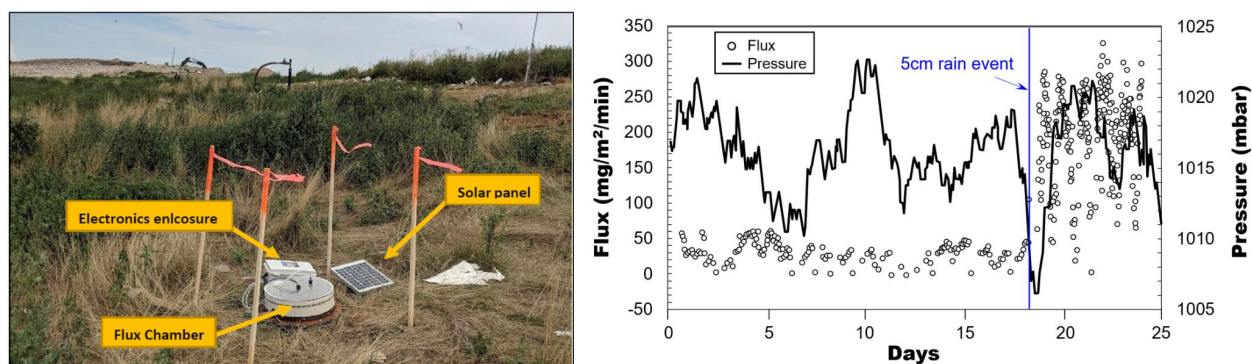 Electronics enlcosure
Solar panel
Flux Chamber
Flux (mg/m²/min)
350
300
250
200
150
100
50
0
-50
Flux
Pressure
5cm rain event
1025
1020
1015
1010
1005
Pressure (mbar)
0 5 10 15 20 25
Days